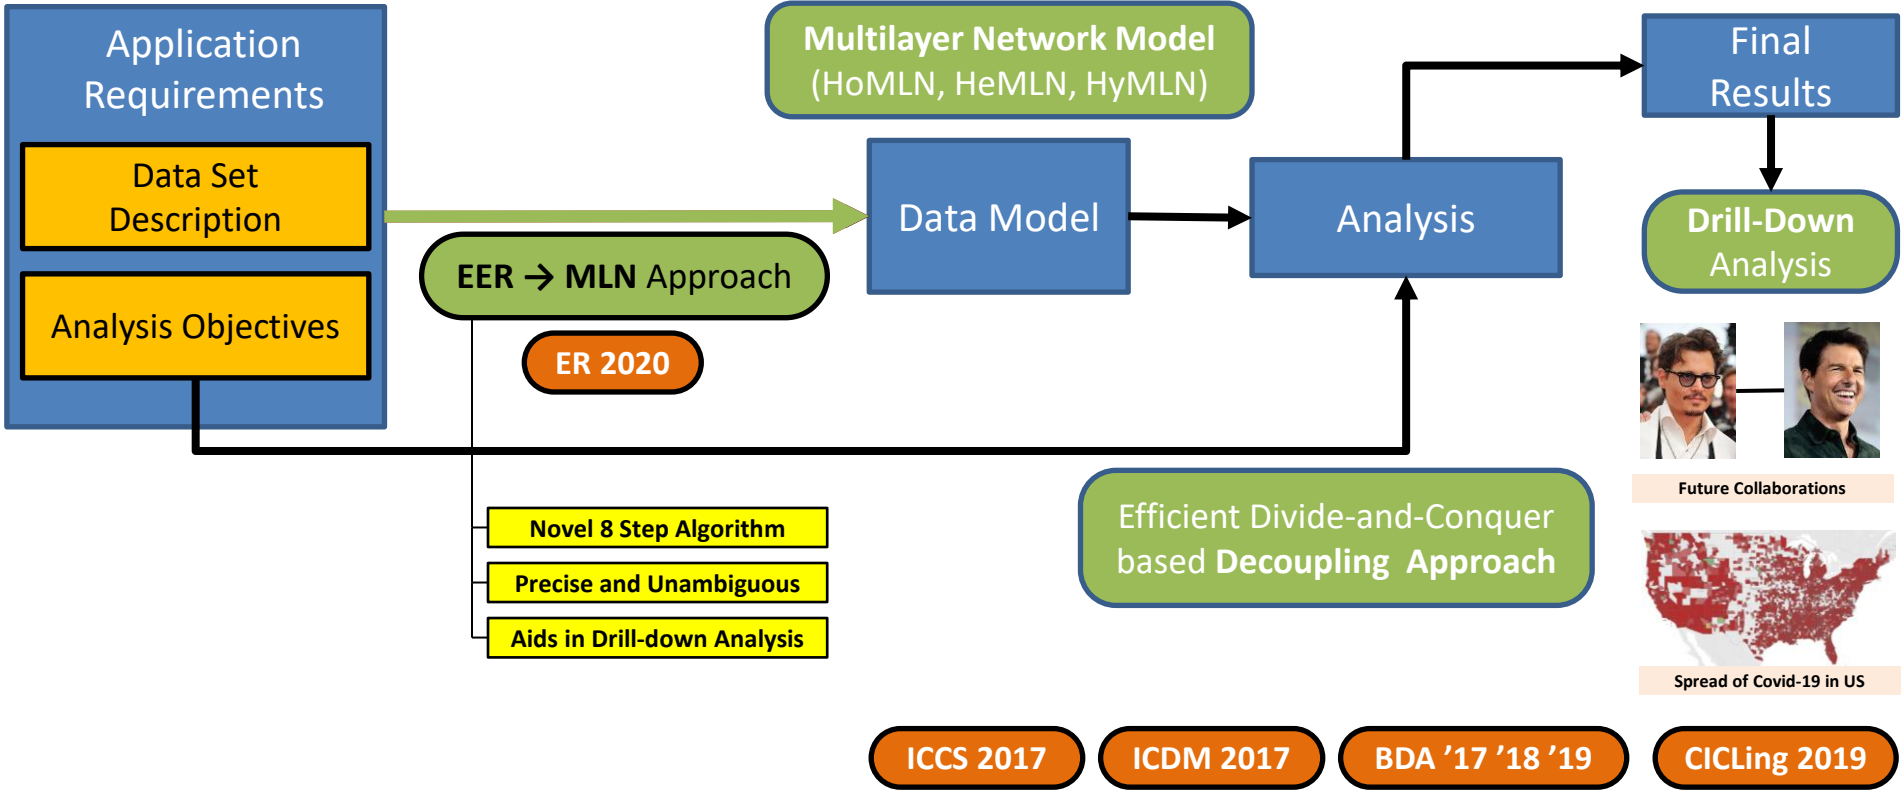 Application
Requirements
Data Set
Description
Analysis Objectives
EER → MLN Approach
ER 2020
Novel 8 Step Algorithm
Precise and Unambiguous
Aids in Drill-down Analysis
Multilayer Network Model
(HoMLN, HeMLN, HyMLN)
Data Model
Analysis
Efficient Divide-and-Conquer
based Decoupling Approach
Final
Results
Drill-Down
Analysis
Future Collaborations
Spread of Covid-19 in US
ICCS 2017
ICDM 2017
BDA ’17 ’18 ’19
CICLing 2019